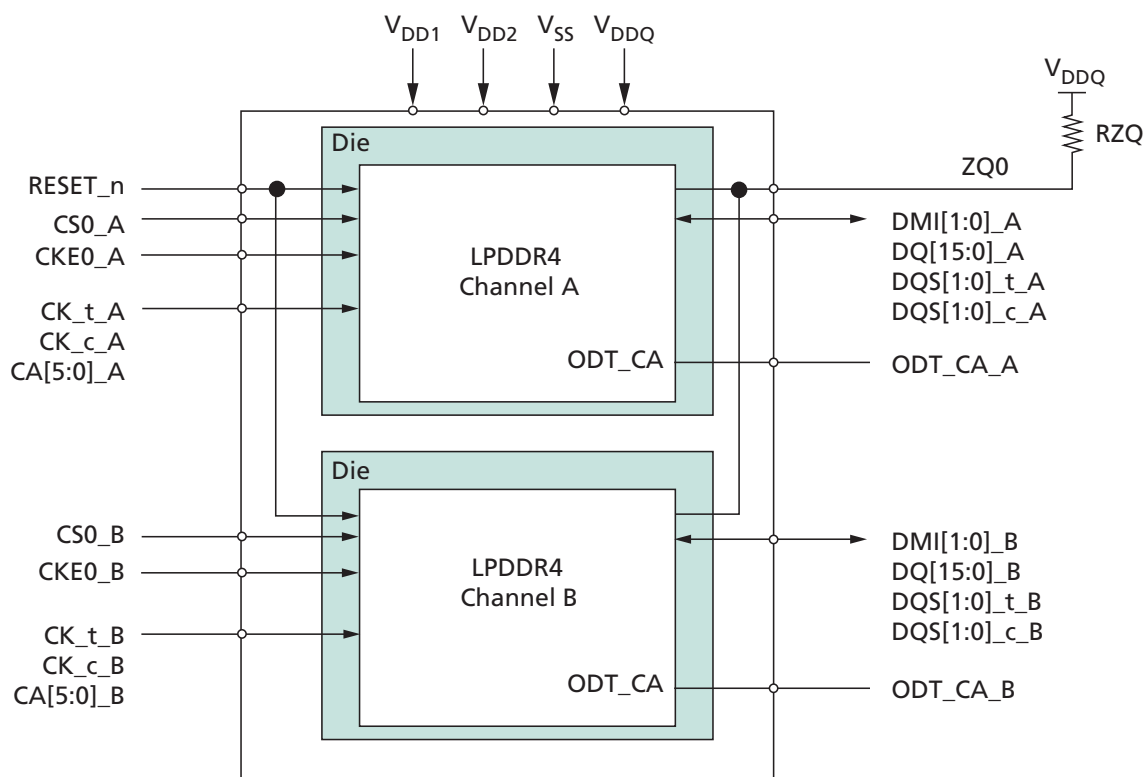 VDD1 VDD2 VSS VDDQ
VDDQ
RZQ
ZQ0
Die
RESET_n
CS0_A
CKE0_A
CK_t_A
CK_c_A
CA[5:0]_A
LPDDR4
Channel A
ODT_CA
DMI[1:0]_A
DQ[15:0]_A
DQS[1:0]_t_A
DQS[1:0]_c_A
ODT_CA_A
Die
CS0_B
CKE0_B
CK_t_B
CK_c_B
CA[5:0]_B
LPDDR4
Channel B
ODT_CA
DMI[1:0]_B
DQ[15:0]_B
DQS[1:0]_t_B
DQS[1:0]_c_B
ODT_CA_B